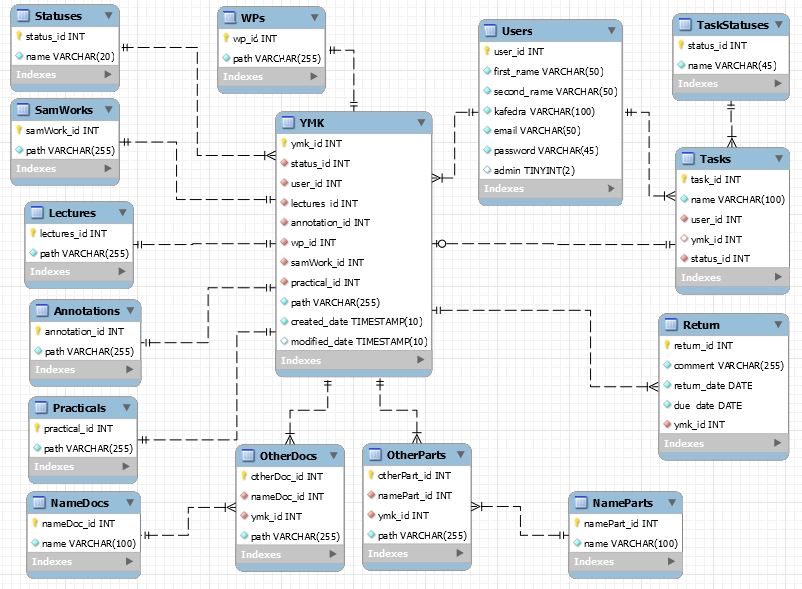 Statuses
status_id INT
name VARCHAR(20)
Indexes
WPs
wp_id INT
path VARCHAR(255)
Indexes
Users
user_id INT
first_name VARCHAR(50)
second_name VARCHAR(50)
kafedra VARCHAR(100)
email VARCHAR(50)
password VARCHAR(45)
admin TINYINT(2)
Indexes
TaskStatuses
status_id INT
name VARCHAR(45)
Indexes
SamWorks
samWork_id INT
path VARCHAR(255)
Indexes
YMK
ymk_id INT
status_id INT
user_id INT
lectures_id INT
annotation_id INT
wp_id INT
samWork_id INT
practical_id INT
path VARCHAR(255)
created_date TIMESTAMP(10)
modified_date TIMESTAMP(10)
Indexes
Tasks
task_id INT
name VARCHAR(100)
user_id INT
ymk_id INT
status_id INT
Indexes
Lectures
lectures_id INT
path VARCHAR(255)
Indexes
Annotations
annotation_id INT
path VARCHAR(255)
Indexes
Return
return_id INT
comment VARCHAR(255)
return_date DATE
due_date DATE
ymk_id INT
Indexes
Practicals
practical_id INT
path VARCHAR(255)
Indexes
OtherDocs
otherDoc_id INT
nameDoc_id INT
ymk_id INT
path VARCHAR(255)
Indexes
OtherParts
otherPart_id INT
namePart_id INT
ymk_id INT
path VARCHAR(255)
Indexes
NameDocs
nameDoc_id INT
name VARCHAR(100)
Indexes
NameParts
namePart_id INT
name VARCHAR(100)
Indexes